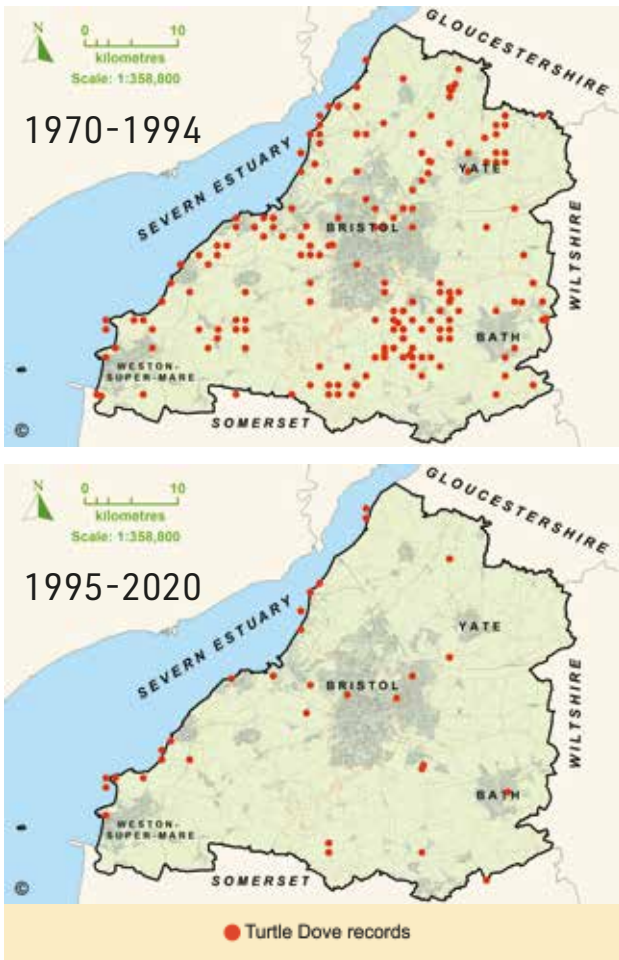 N
0 10
kilometres
Scale: 1:358,800
1970-1994
GLOUCESTERSHIRE
SEVERN ESTUARY
YATE
BRISTOL
WILTSHIRE
BATH
WESTON-
SUPER-MARE
SOMERSET
©
N
0 10
kilometres
Scale: 1:358,800
1995-2020
GLOUCESTERSHIRE
SEVERN ESTUARY
YATE
BRISTOL
WILTSHIRE
BATH
WESTON-
SUPER-MARE
SOMERSET
©
Turtle Dove records